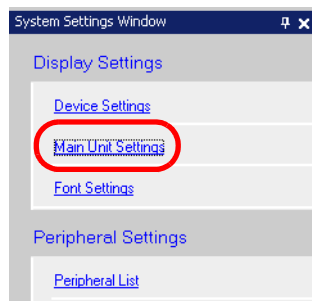 System Settings Window
Display Settings
Device Settings
Main Unit Settings
Font Settings
Peripheral Settings
Peripheral List